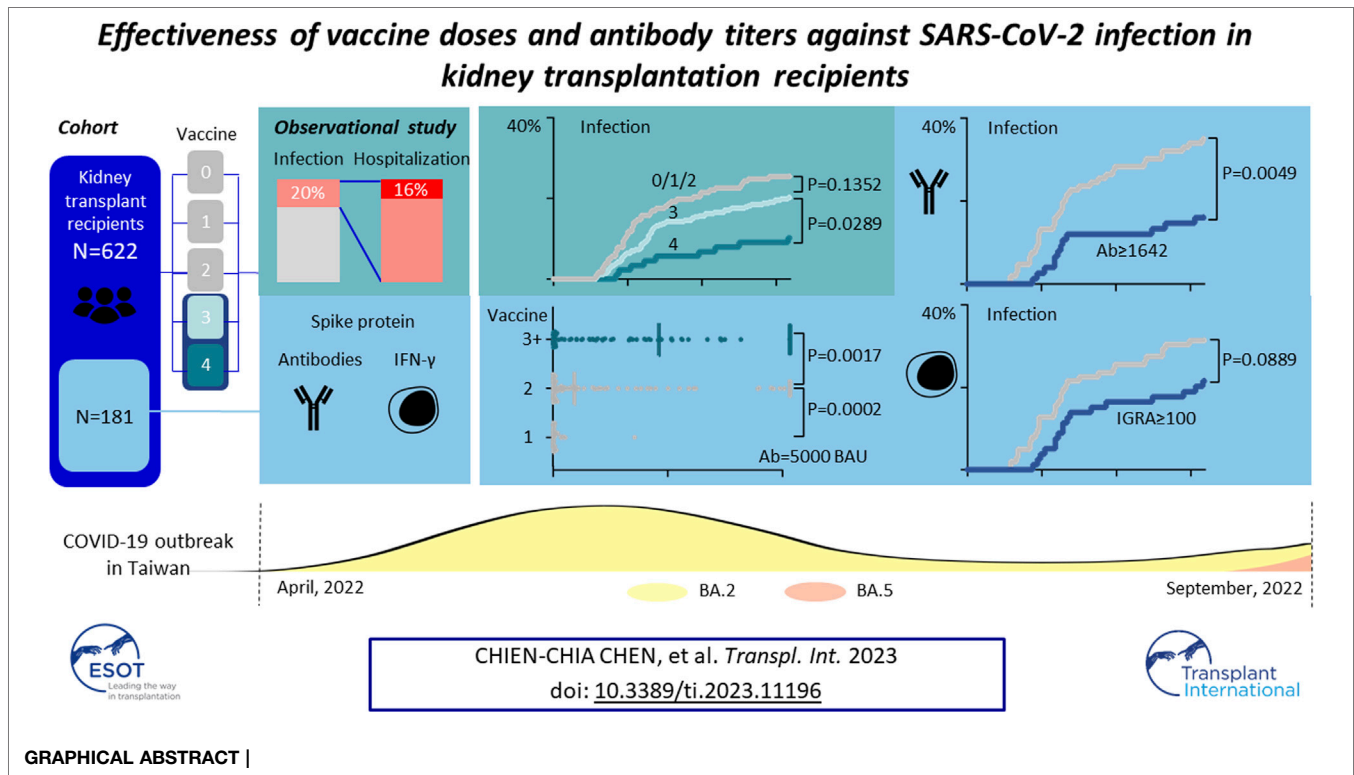 Effectiveness of vaccine doses and antibody titers against SARS-CoV-2 infection in
kidney transplantation recipients
Cohort
Vaccine
Kidney
transplant
recipients
N=622
N=181
0
1
2
3
4
Observational study
Infection
Hospitalization
20%
16%
Spike protein
Antibodies
IFN-γ
40%
Infection
0/1/2
3
4
P=0.1352
P=0.0289
Vaccine
3+
2
1
P=0.0017
P=0.0002
Ab=5000 BAU
40%
Infection
P=0.0049
Ab≥1642
40%
Infection
P=0.0889
IGRA≥100
COVID-19 outbreak
in Taiwan
April, 2022
BA.2
BA.5
September, 2022
ESOT
Leading the way
in transplantation
CHIEN-CHIA CHEN, et al. Transpl. Int. 2023
doi: 10.3389/ti.2023.11196
Transplant
International
GRAPHICAL ABSTRACT |